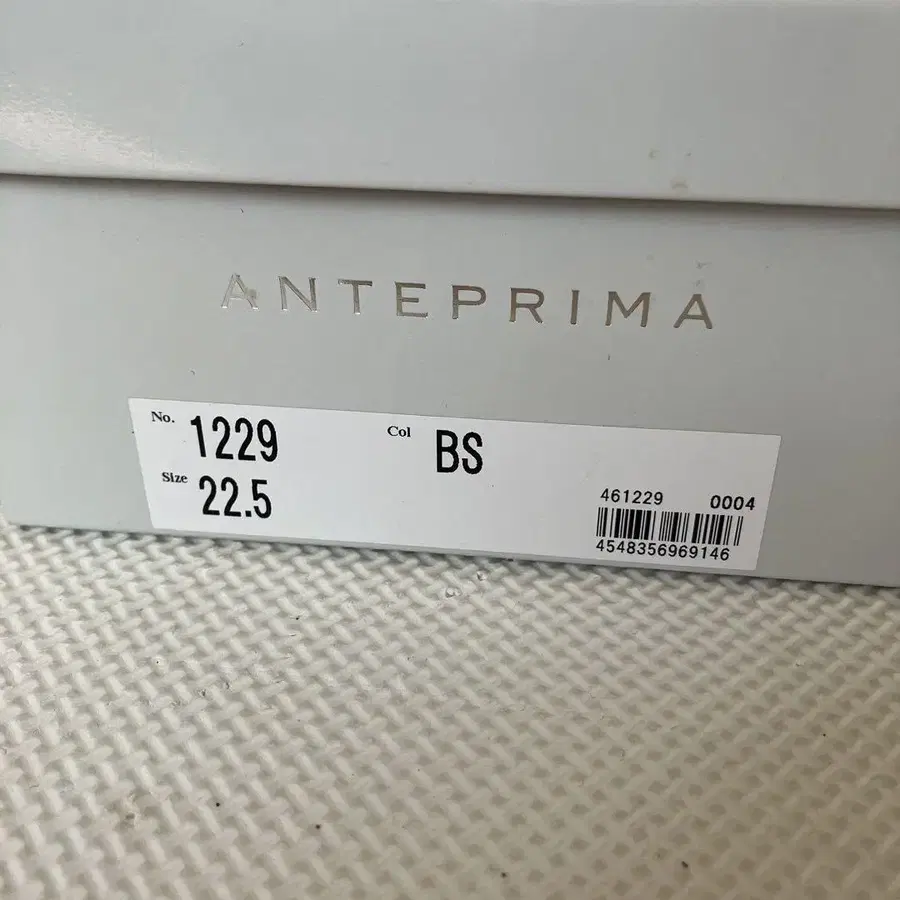 ANTEPRIMA
No. 1229 Col BS
Size 22.5
461229 0004
4548356969146